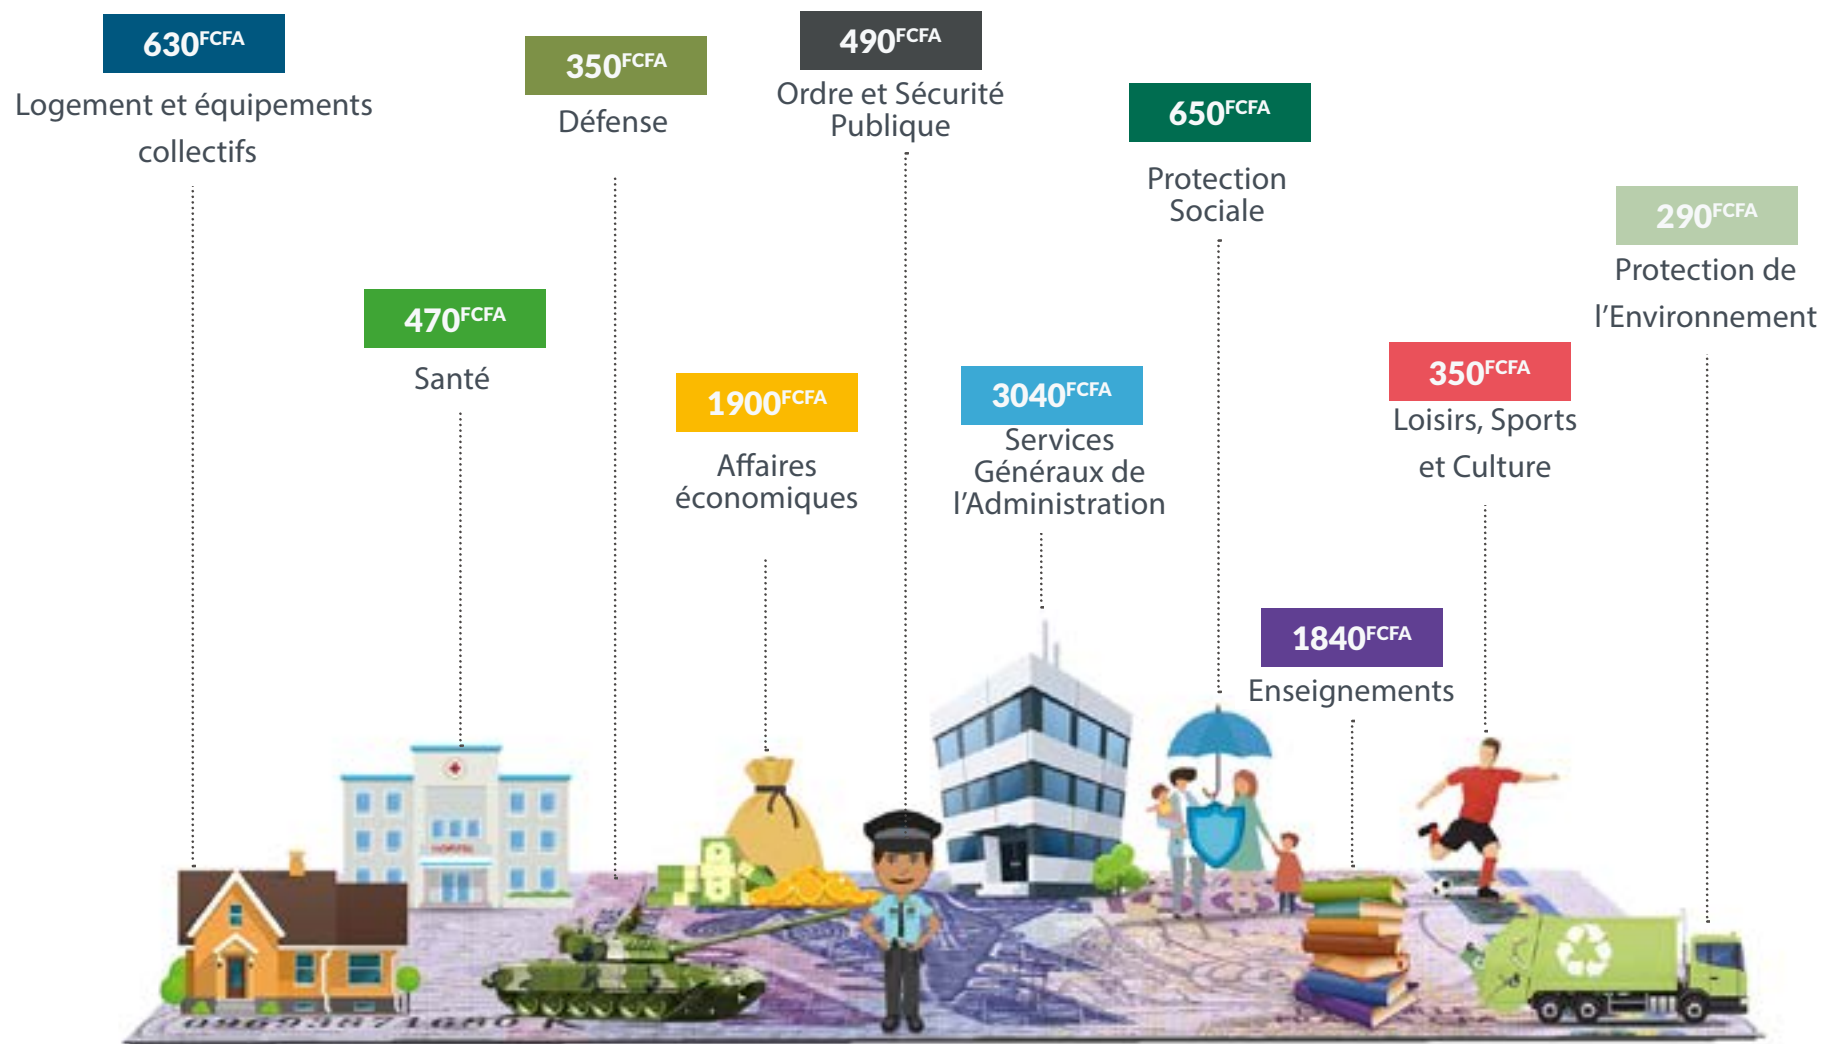 630FCFA
Logement et équipements
collectifs
350FCFA
Défense
490FCFA
Ordre et Sécurité
Publique
650FCFA
Protection
Sociale
290FCFA
Protection de
l'Environnement
470FCFA
Santé
1900FCFA
Affaires
économiques
3040FCFA
Services
Généraux de
l'Administration
350FCFA
Loisirs, Sports
et Culture
1840FCFA
Enseignements